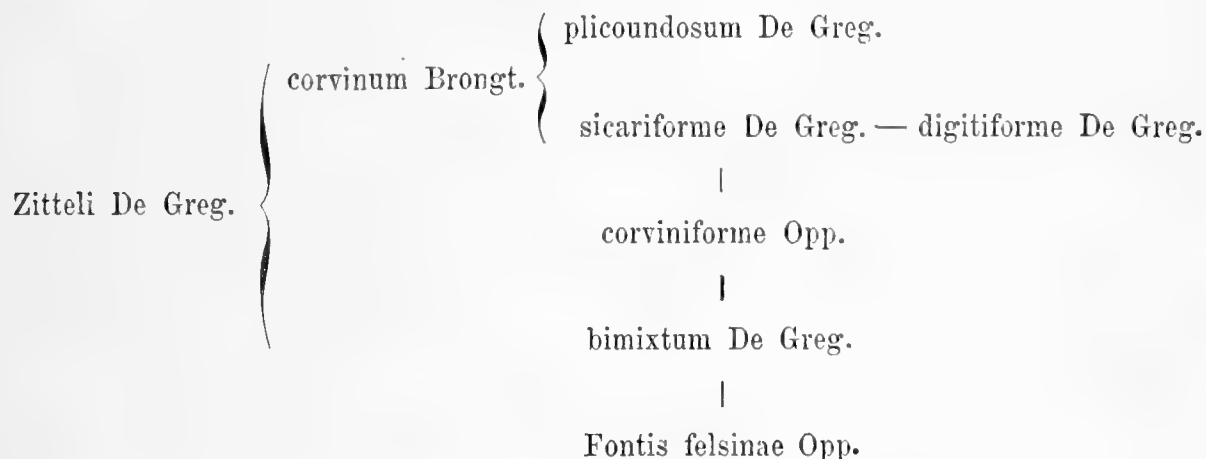 plicoundosum De Greg.
corvinum Brongt.
sicariforme De Greg. — digitiforme De Greg.
Zitteli De Greg.
corviniforme Opp.
bimixtum De Greg.
Fontis felsinae Opp.